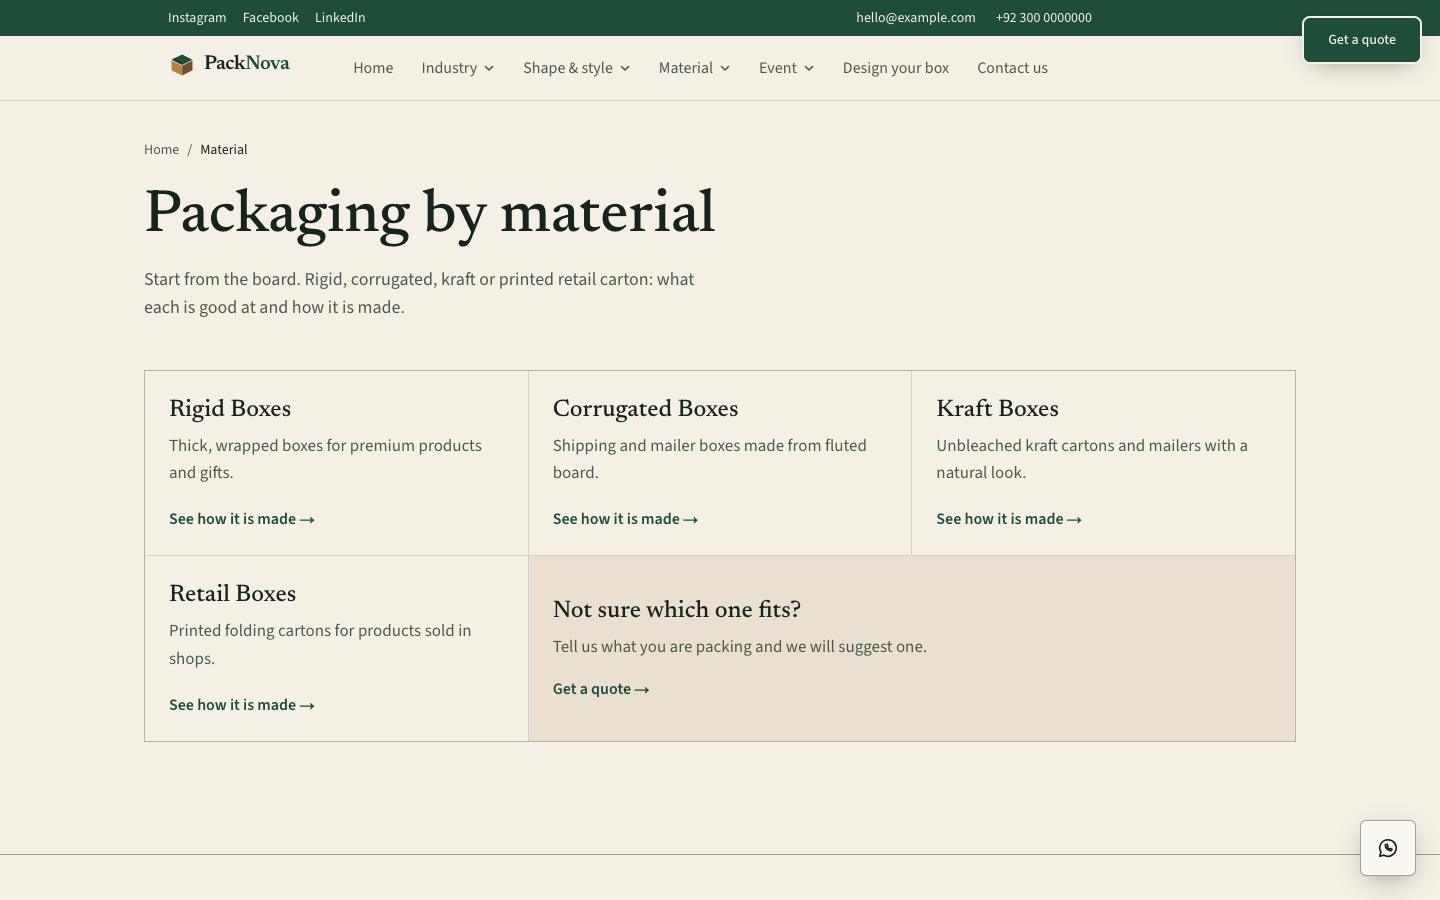 Instagram Facebook LinkedIn hello@example.com +92 300 0000000
Get a quote
PackNova Home Industry Shape & style Material Event Design your box Contact us
Home / Material
Packaging by material
Start from the board. Rigid, corrugated, kraft or printed retail carton: what
each is good at and how it is made.
Rigid Boxes
Thick, wrapped boxes for premium products
and gifts.
See how it is made →
Corrugated Boxes
Shipping and mailer boxes made from fluted
board.
See how it is made →
Kraft Boxes
Unbleached kraft cartons and mailers with a
natural look.
See how it is made →
Retail Boxes
Printed folding cartons for products sold in
shops.
See how it is made →
Not sure which one fits?
Tell us what you are packing and we will suggest one.
Get a quote →